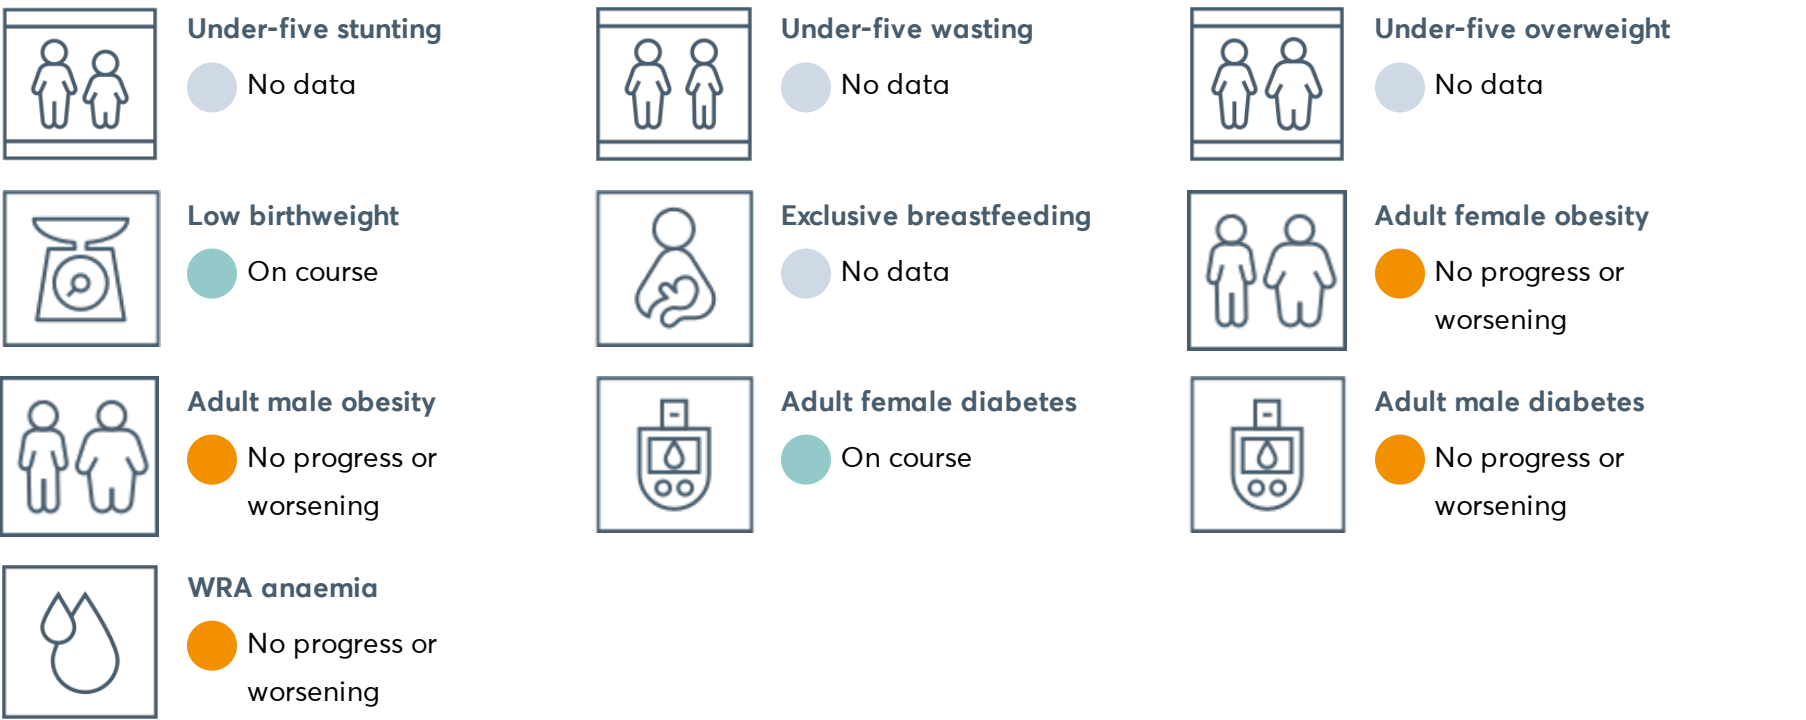 Under-five stunting
No data
Under-five wasting
No data
Under-five overweight
No data
Low birthweight
On course
Exclusive breastfeeding
No data
Adult female obesity
No progress or
worsening
Adult male obesity
No progress or
worsening
Adult female diabetes
On course
Adult male diabetes
No progress or
worsening
WRA anaemia
No progress or
worsening